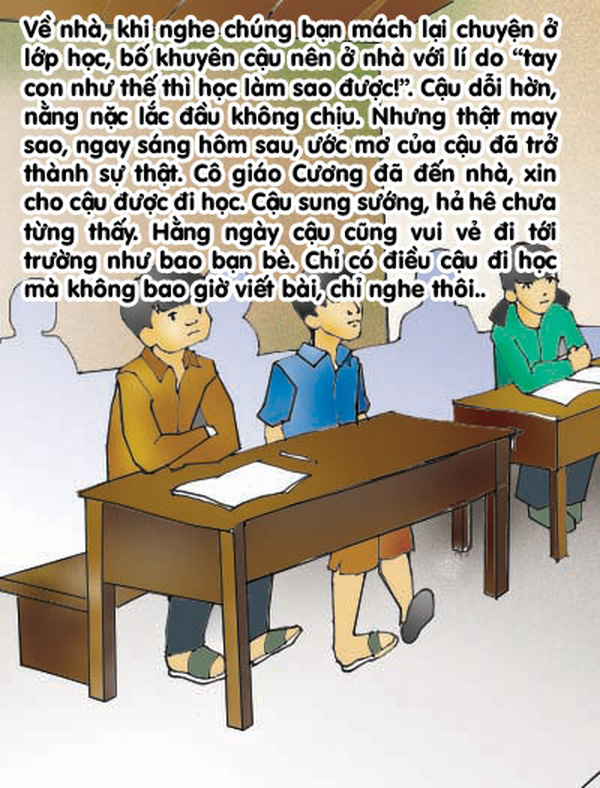 Về nhà, khi nghe chúng bạn mách lại chuyện ở
lớp học, bố khuyên cậu nên ở nhà với lí do “tay
con như thế thì học làm sao được!”. Cậu dỗi hờn,
nằng nặc lắc đầu không chịu. Nhưng thật may
sao, ngay sáng hôm sau, ước mơ của cậu đã trở
thành sự thật. Cô giáo Cương đã đến nhà, xin
cho cậu được đi học. Cậu sung sướng, hả hê chưa
từng thấy. Hằng ngày cậu cũng vui vẻ đi tới
trường như bao bạn bè. Chỉ có điều cậu đi học
mà không bao giờ viết bài, chỉ nghe thôi..